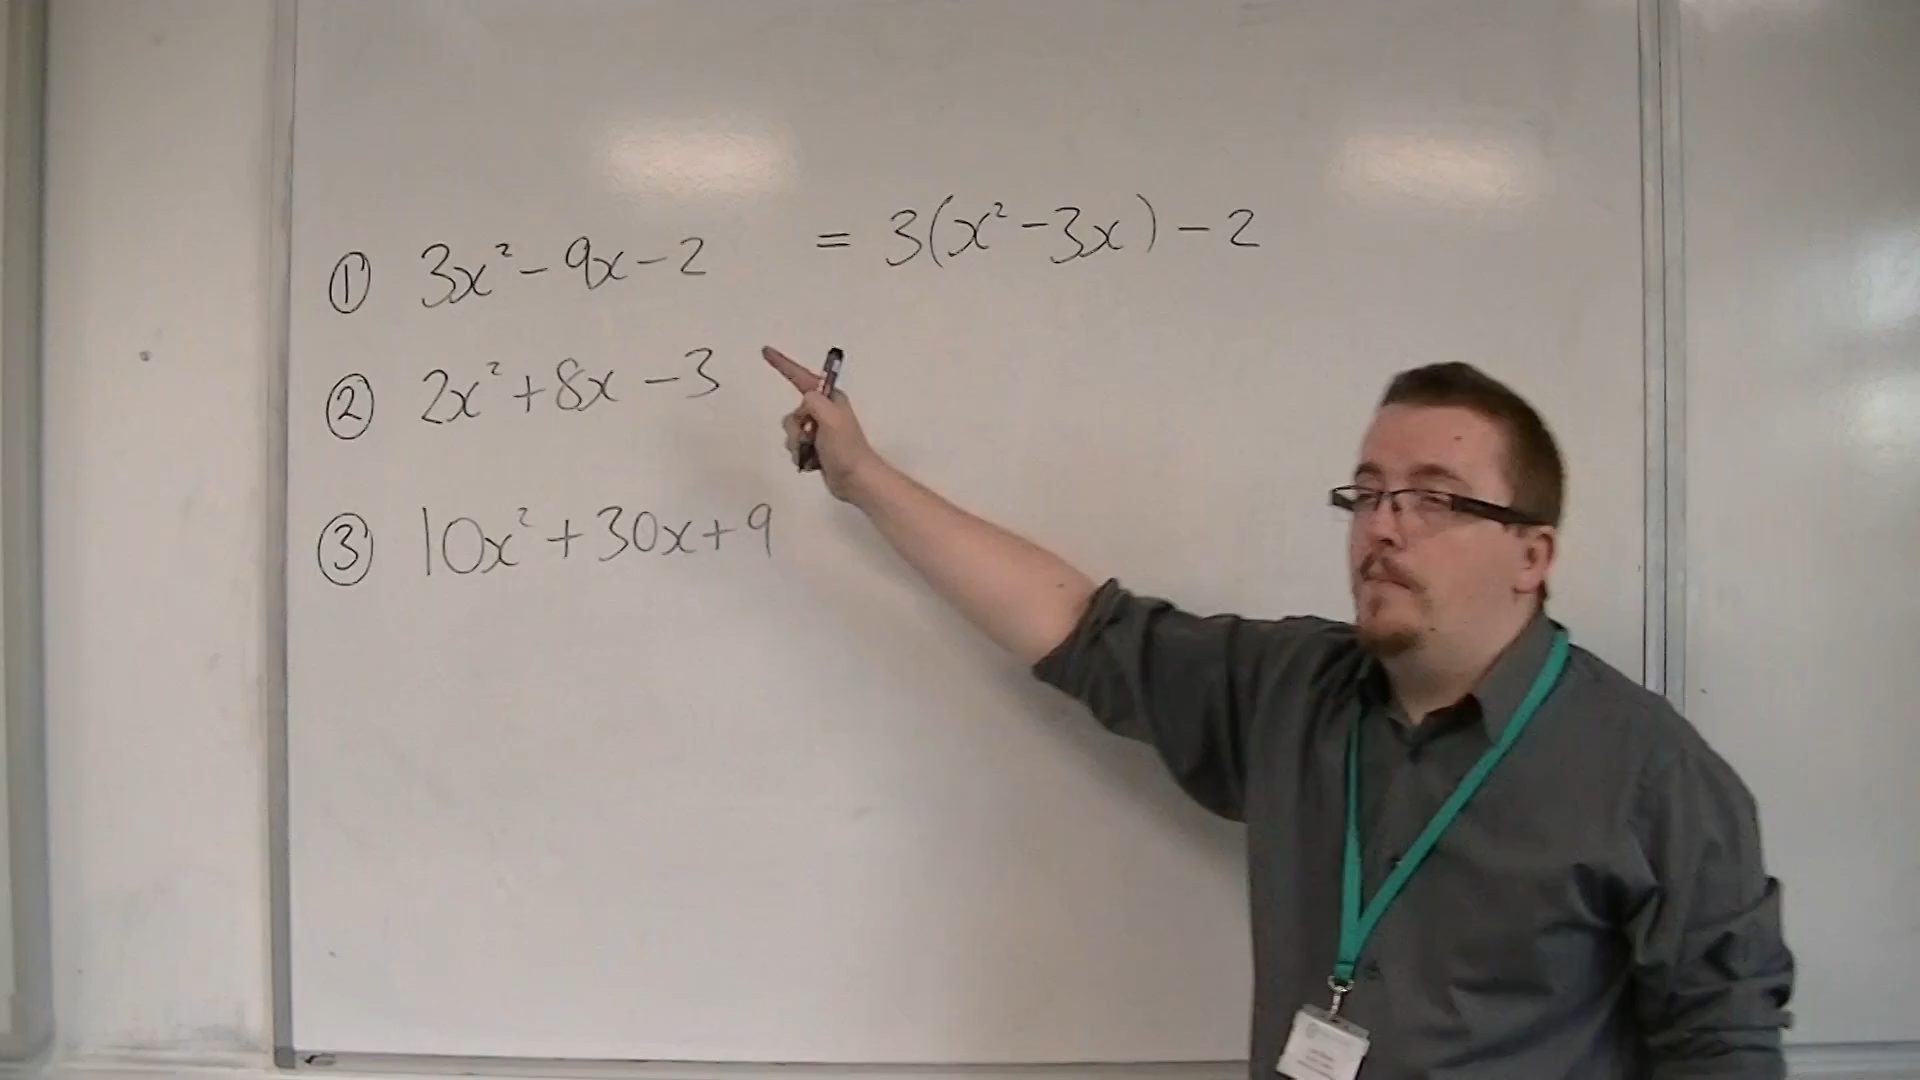 ① 3x² - 9x - 2 = 3(x² - 3x) - 2
② 2x² + 8x - 3
③ 10x² + 30x + 9